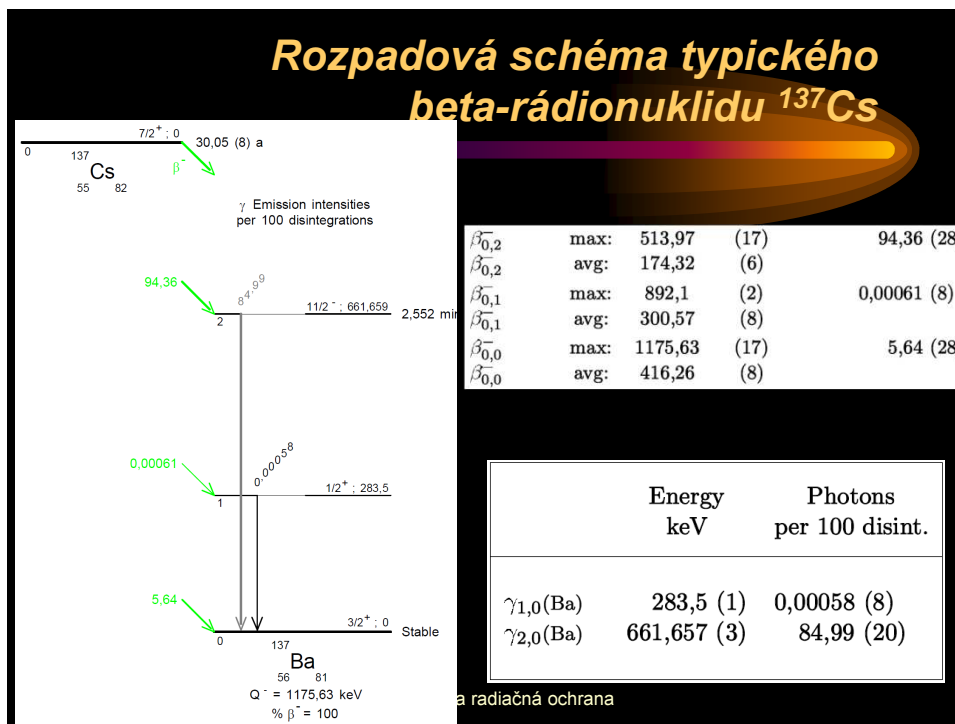 Rozpadová schéma typického
beta-rádionuklidu ¹³⁷Cs
7/2⁺ ; 0
30,05 (8) a
0
137
Cs
55 82
β⁻
γ Emission intensities
per 100 disintegrations
94,36
84,99
11/2⁻ ; 661,659
2,552
2
0,00061
0,00058
1/2⁺ ; 283,5
1
5,64
3/2⁺ ; 0
Stable
0
137
Ba
56 81
Q⁻ = 1175,63 keV
% β⁻ = 100
β⁻0,2 max: 513,97 (17) 94,36 (28
β⁻0,2 avg: 174,32 (6)
β⁻0,1 max: 892,1 (2) 0,00061 (8)
β⁻0,1 avg: 300,57 (8)
β⁻0,0 max: 1175,63 (17) 5,64 (28
β⁻0,0 avg: 416,26 (8)
Energy Photons
keV per 100 disint.
γ1,0(Ba) 283,5 (1) 0,00058 (8)
γ2,0(Ba) 661,657 (3) 84,99 (20)
a radiačná ochrana